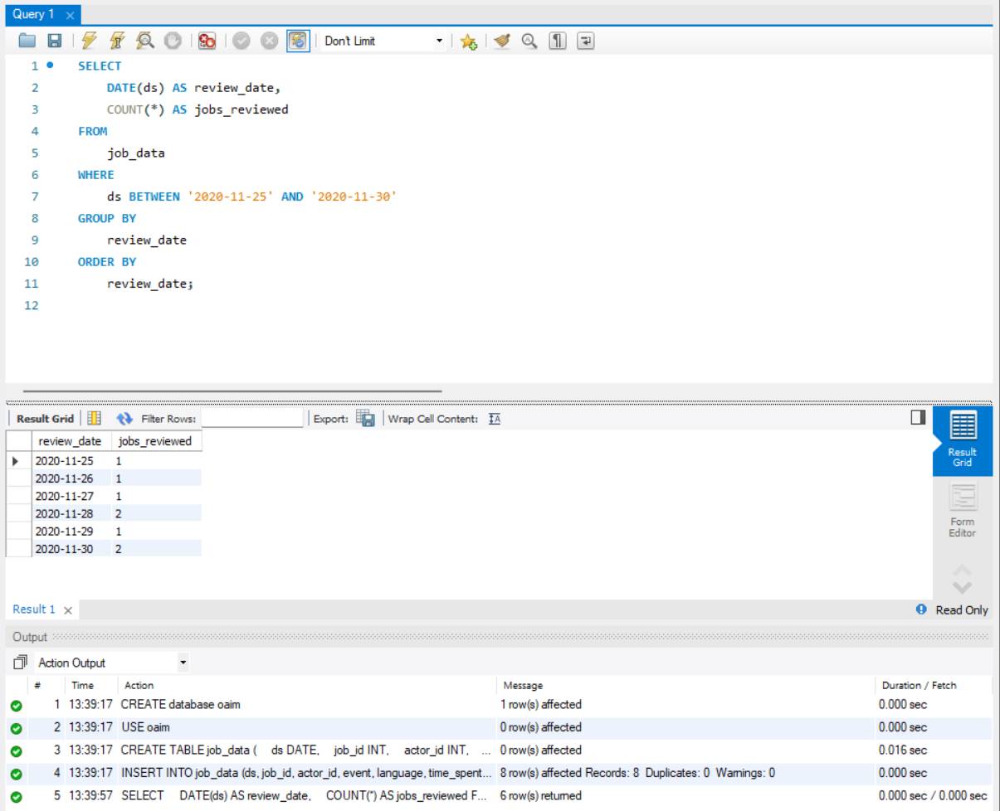 Query 1
Don't Limit
1 SELECT
2 DATE(ds) AS review_date,
3 COUNT(*) AS jobs_reviewed
4 FROM
5 job_data
6 WHERE
7 ds BETWEEN '2020-11-25' AND '2020-11-30'
8 GROUP BY
9 review_date
10 ORDER BY
11 review_date;
12
Result Grid Filter Rows: Export: Wrap Cell Content: IA
review_date jobs_reviewed
2020-11-25 1
2020-11-26 1
2020-11-27 1
2020-11-28 2
2020-11-29 1
2020-11-30 2
Result
Grid
Form
Editor
Result 1 Read Only
Output
Action Output
# Time Action Message Duration / Fetch
1 13:39:17 CREATE database oaim 1 row(s) affected 0.000 sec
2 13:39:17 USE oaim 0 row(s) affected 0.000 sec
3 13:39:17 CREATE TABLE job_data ( ds DATE, job_id INT, actor_id INT, ... 0 row(s) affected 0.016 sec
4 13:39:17 INSERT INTO job_data (ds, job_id, actor_id, event, language, time_spent... 8 row(s) affected Records: 8 Duplicates: 0 Warnings: 0 0.000 sec
5 13:39:57 SELECT DATE(ds) AS review_date, COUNT(*) AS jobs_reviewed F... 6 row(s) returned 0.000 sec / 0.000 sec